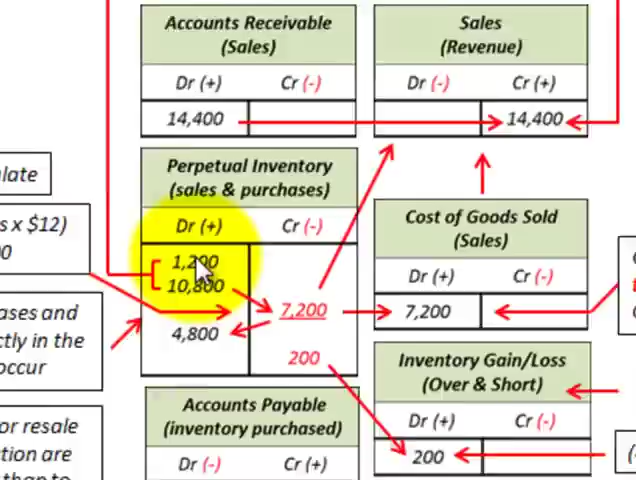 Accounts Receivable
(Sales)
Dr (+) Cr (-)
14,400
Sales
(Revenue)
Dr (-) Cr (+)
14,400
late
s x $12)
0
ases and
ctly in the
occur
or resale
tion are
than to
Perpetual Inventory
(sales & purchases)
Dr (+) Cr (-)
1,200
10,800
7,200
4,800
200
Cost of Goods Sold
(Sales)
Dr (+) Cr (-)
7,200
Accounts Payable
(inventory purchased)
Dr (-) Cr (+)
Inventory Gain/Loss
(Over & Short)
Dr (+) Cr (-)
200
(-